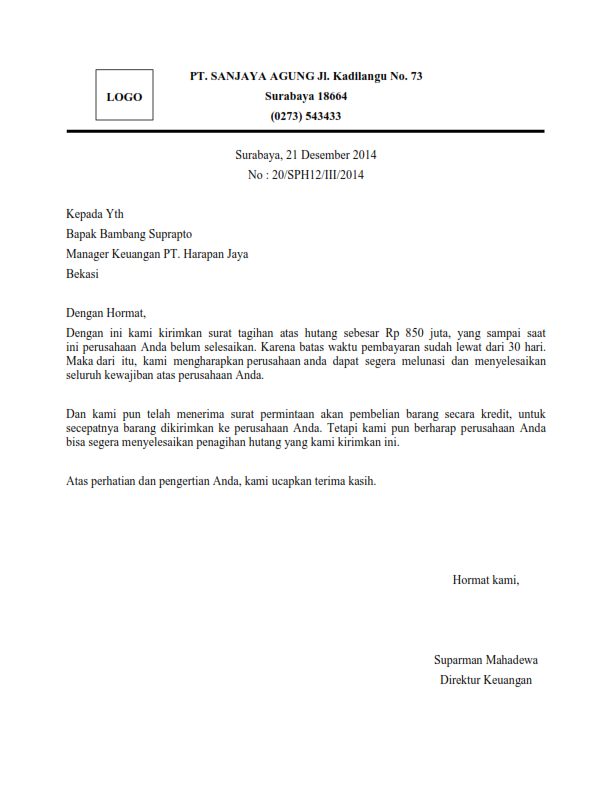 LOGO
PT. SANJAYA AGUNG Jl. Kadilangu No. 73
Surabaya 18664
(0273) 543433
Surabaya, 21 Desember 2014
No : 20/SPH12/III/2014
Kepada Yth
Bapak Bambang Suprapto
Manager Keuangan PT. Harapan Jaya
Bekasi
Dengan Hormat,
Dengan ini kami kirimkan surat tagihan atas hutang sebesar Rp 850 juta, yang sampai saat
ini perusahaan Anda belum selesaikan. Karena batas waktu pembayaran sudah lewat dari 30 hari.
Maka dari itu, kami mengharapkan perusahaan anda dapat segera melunasi dan menyelesaikan
seluruh kewajiban atas perusahaan Anda.
Dan kami pun telah menerima surat permintaan akan pembelian barang secara kredit, untuk
secepatnya barang dikirimkan ke perusahaan Anda. Tetapi kami pun berharap perusahaan Anda
bisa segera menyelesaikan penagihan hutang yang kami kirimkan ini.
Atas perhatian dan pengertian Anda, kami ucapkan terima kasih.
Hormat kami,
Suparman Mahadewa
Direktur Keuangan